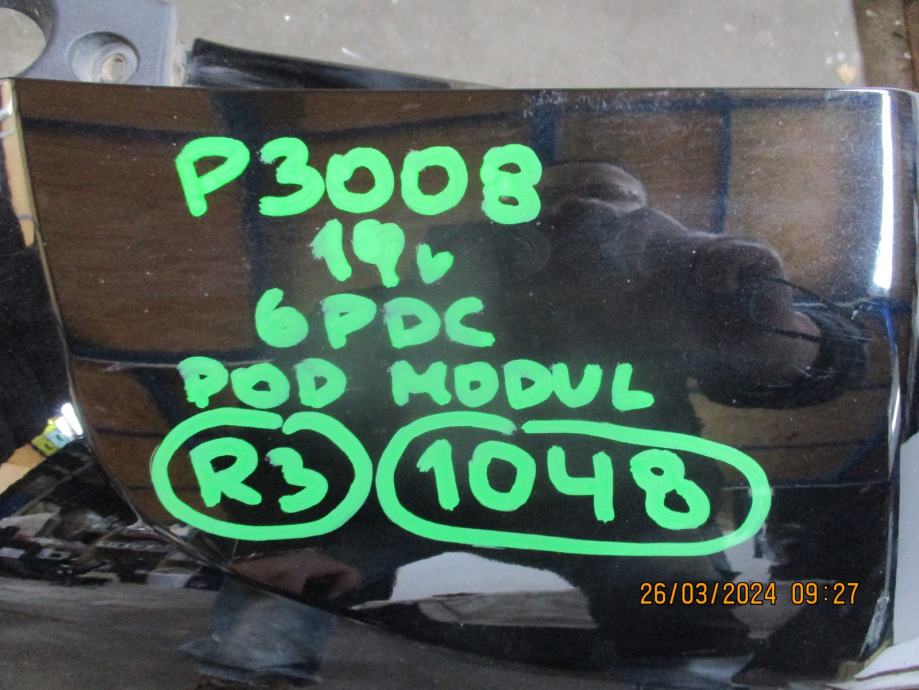 P3008
19r
6PDC
POD MODUL
R3 1048
26/03/2024 09:27